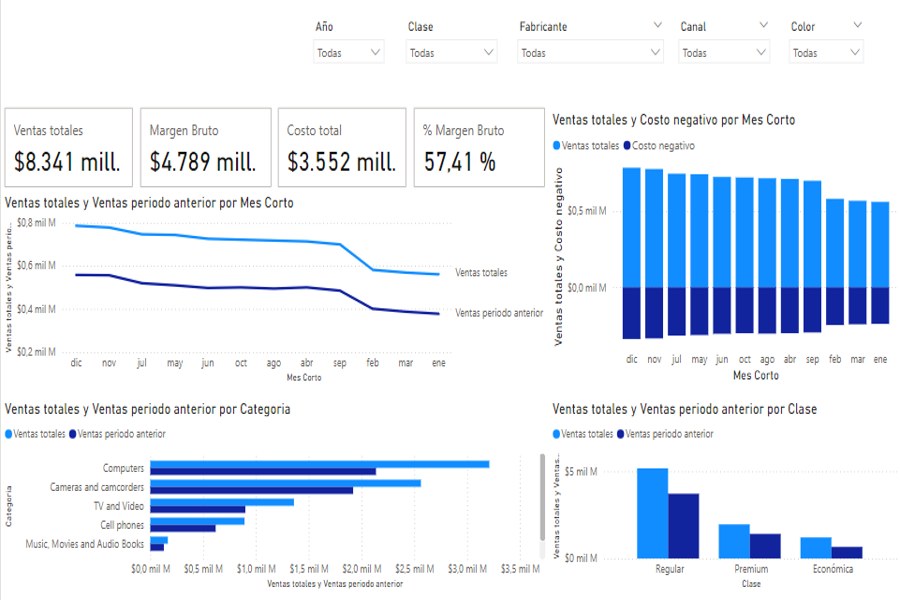 Año Clase Fabricante Canal Color
Todas Todas Todas Todas Todas
Ventas totales
$8.341 mill.
Margen Bruto
$4.789 mill.
Costo total
$3.552 mill.
% Margen Bruto
57,41 %
Ventas totales y Ventas periodo anterior por Mes Corto
Ventas totales y Ventas perio...
$0,8 mil M
$0,6 mil M
$0,4 mil M
$0,2 mil M
Ventas totales
Ventas periodo anterior
dic nov jul may jun oct ago abr sep feb mar ene
Mes Corto
Ventas totales y Costo negativo por Mes Corto
Ventas totales Costo negativo
Ventas totales y Costo negativo
$0,5 mil M
$0,0 mil M
dic nov jul may jun oct ago abr sep feb mar ene
Mes Corto
Ventas totales y Ventas periodo anterior por Categoria
Ventas totales Ventas periodo anterior
Categoria
Computers
Cameras and camcorders
TV and Video
Cell phones
Music, Movies and Audio Books
$0,0 mil M $0,5 mil M $1,0 mil M $1,5 mil M $2,0 mil M $2,5 mil M $3,0 mil M $3,5 mil M
Ventas totales y Ventas periodo anterior
Ventas totales y Ventas periodo anterior por Clase
Ventas totales Ventas periodo anterior
Ventas totales y Ventas...
$5 mil M
$0 mil M
Regular Premium Económica
Clase